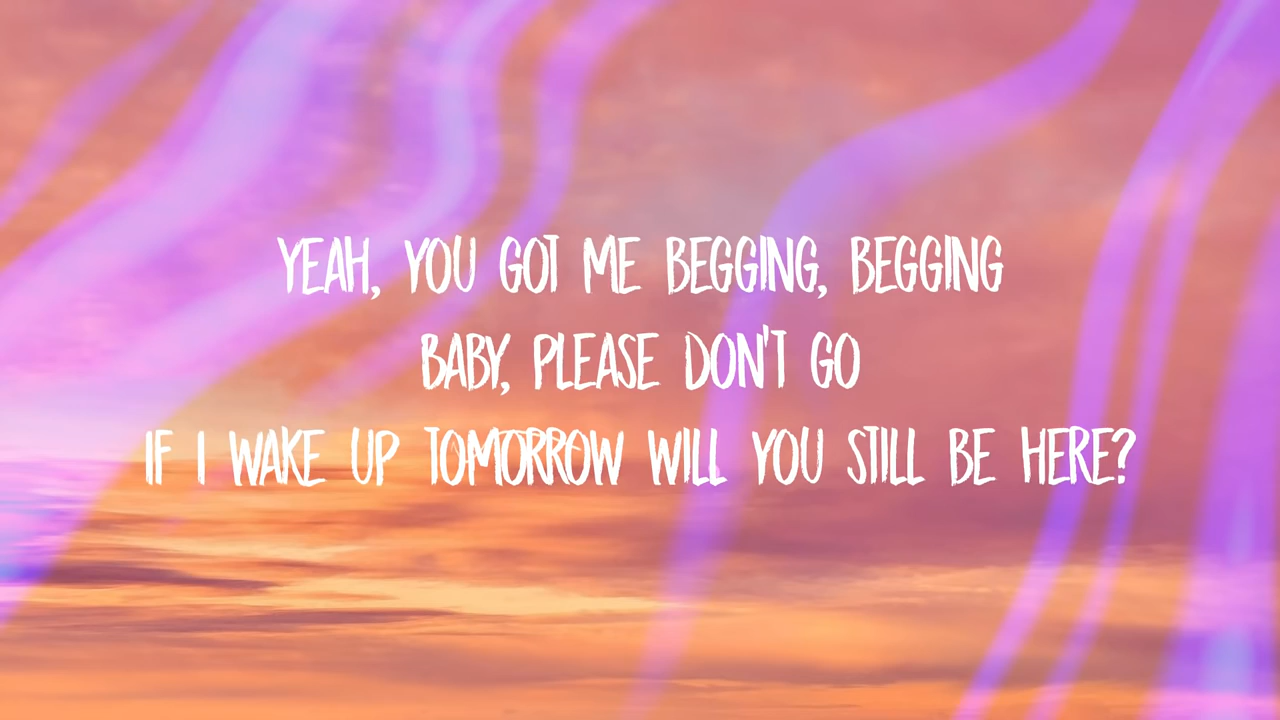 YEAH, YOU GOT ME BEGGING, BEGGING
BABY, PLEASE DON'T GO
IF I WAKE UP TOMORROW WILL YOU STILL BE HERE?